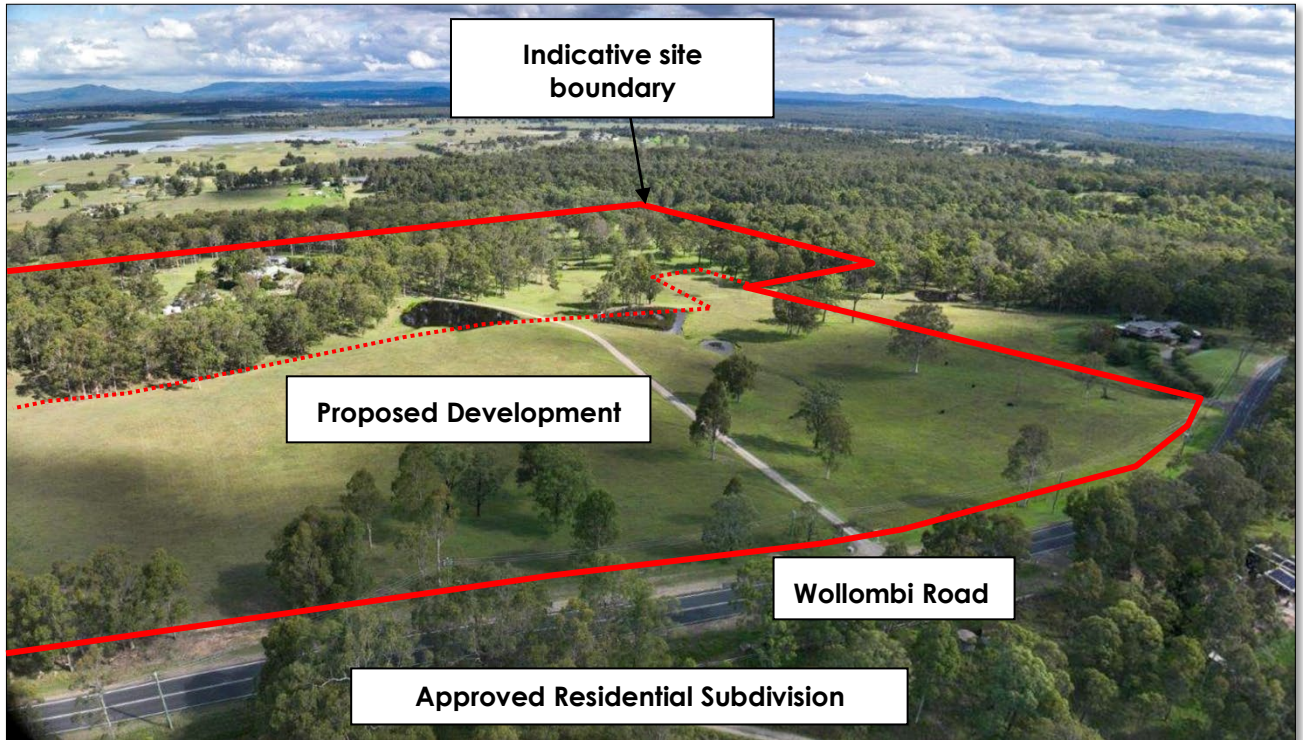 Indicative site
boundary
Proposed Development
Wollombi Road
Approved Residential Subdivision